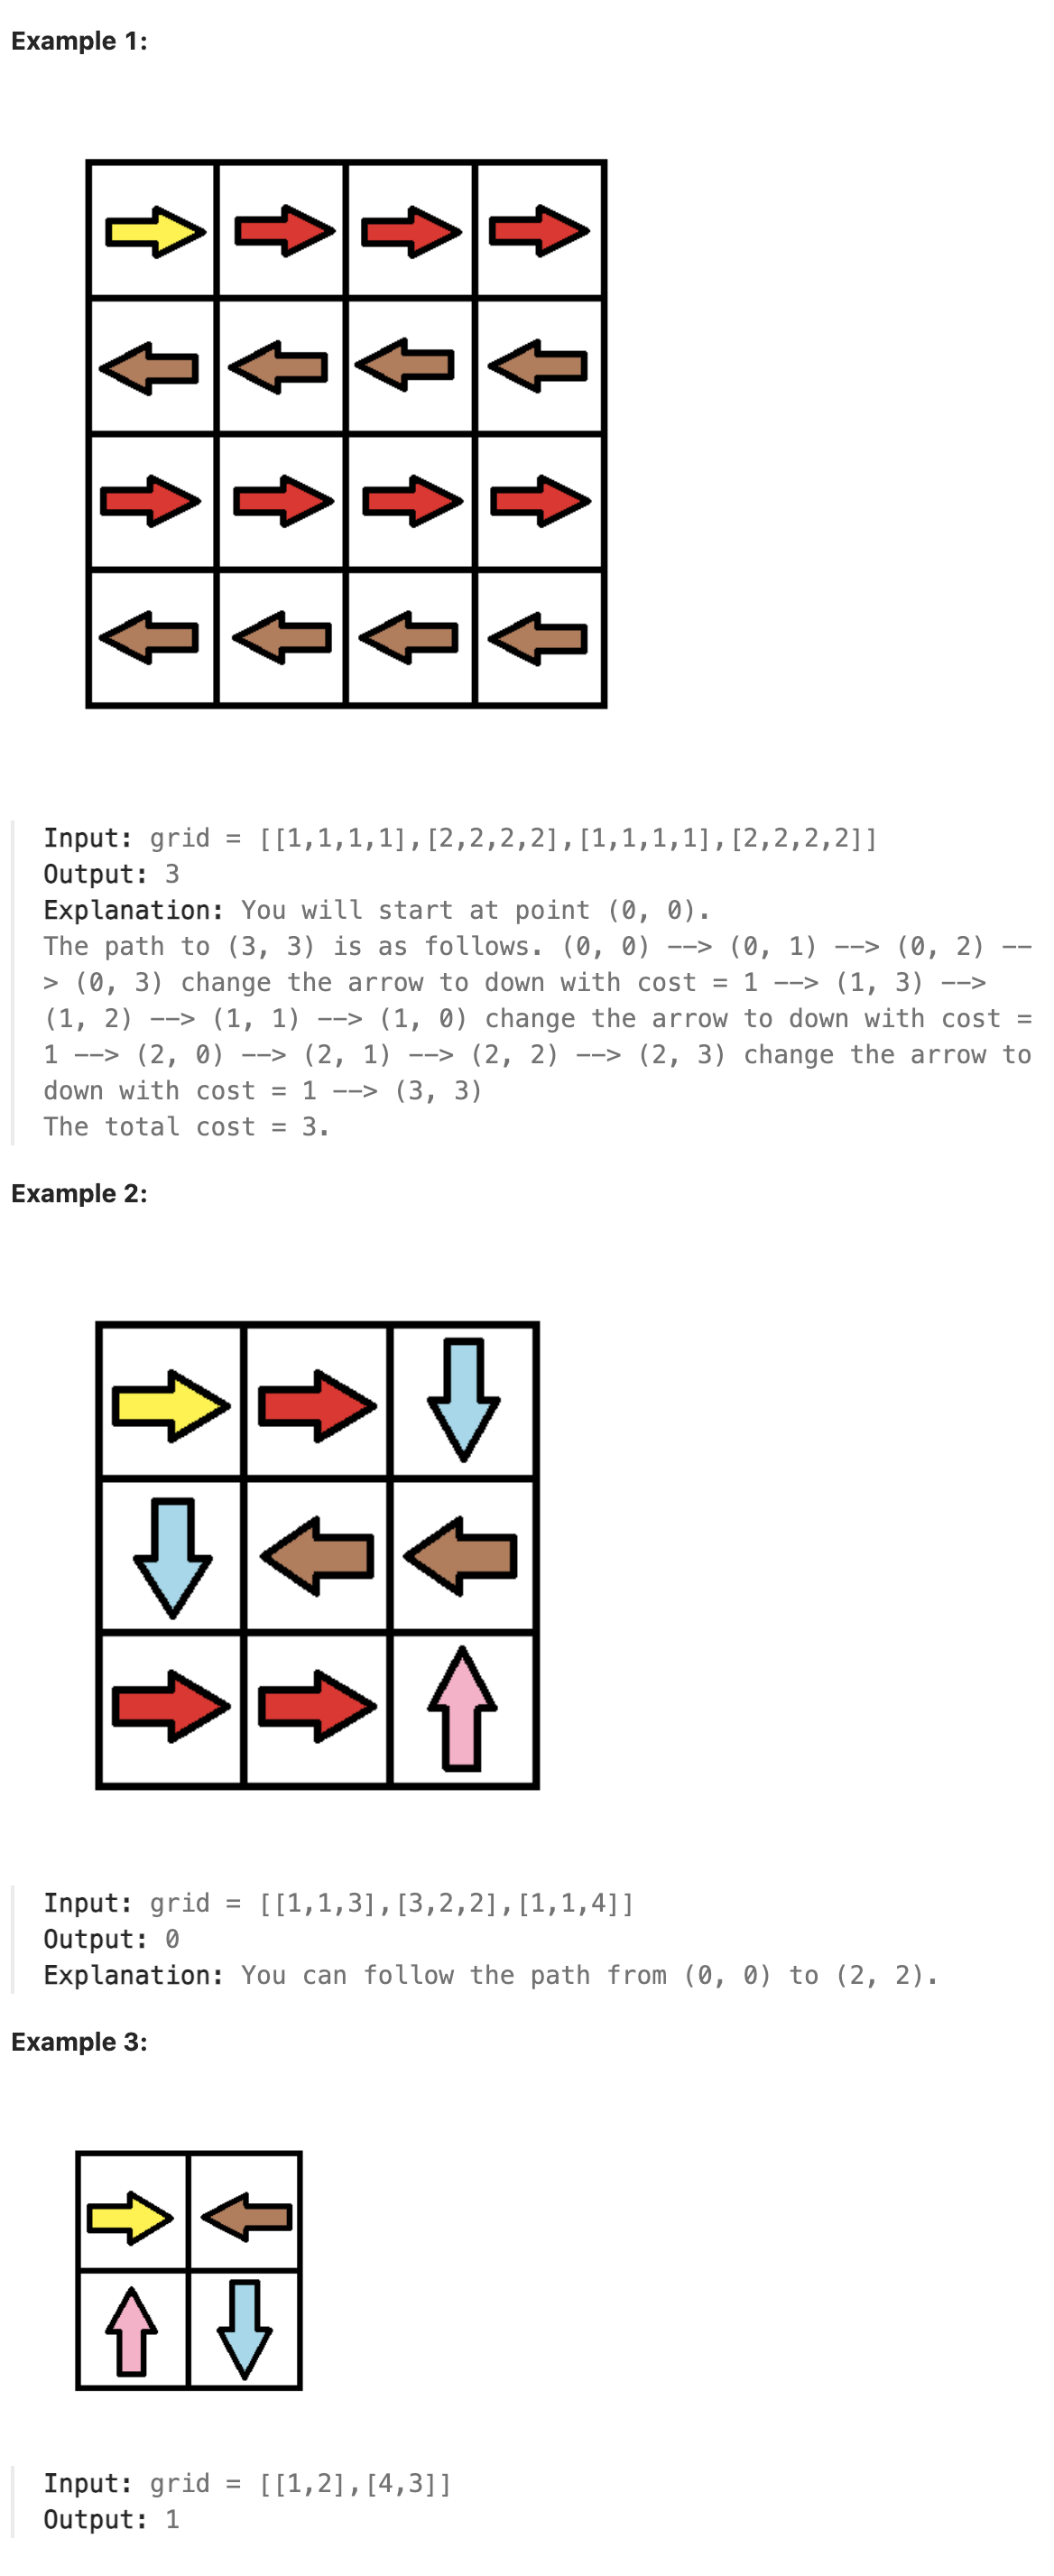 Example 1:
Input: grid = [[1,1,1,1],[2,2,2,2],[1,1,1,1],[2,2,2,2]]
Output: 3
Explanation: You will start at point (0, 0).
The path to (3, 3) is as follows. (0, 0) --> (0, 1) --> (0, 2) --
> (0, 3) change the arrow to down with cost = 1 --> (1, 3) -->
(1, 2) --> (1, 1) --> (1, 0) change the arrow to down with cost =
1 --> (2, 0) --> (2, 1) --> (2, 2) --> (2, 3) change the arrow to
down with cost = 1 --> (3, 3)
The total cost = 3.
Example 2:
Input: grid = [[1,1,3],[3,2,2],[1,1,4]]
Output: 0
Explanation: You can follow the path from (0, 0) to (2, 2).
Example 3:
Input: grid = [[1,2],[4,3]]
Output: 1